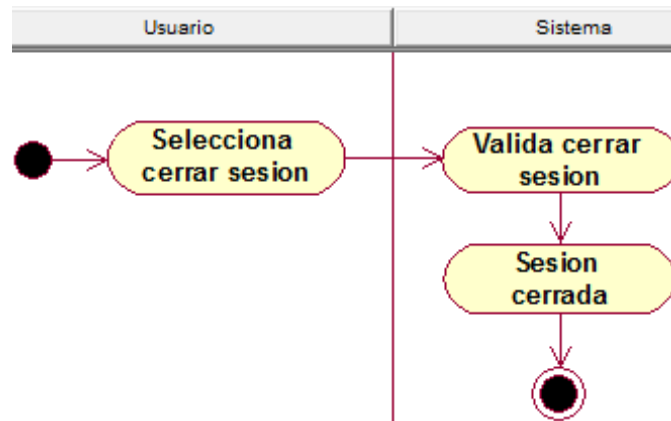 Usuario
Sistema
Selecciona
cerrar sesion
Valida cerrar
sesion
Sesion
cerrada